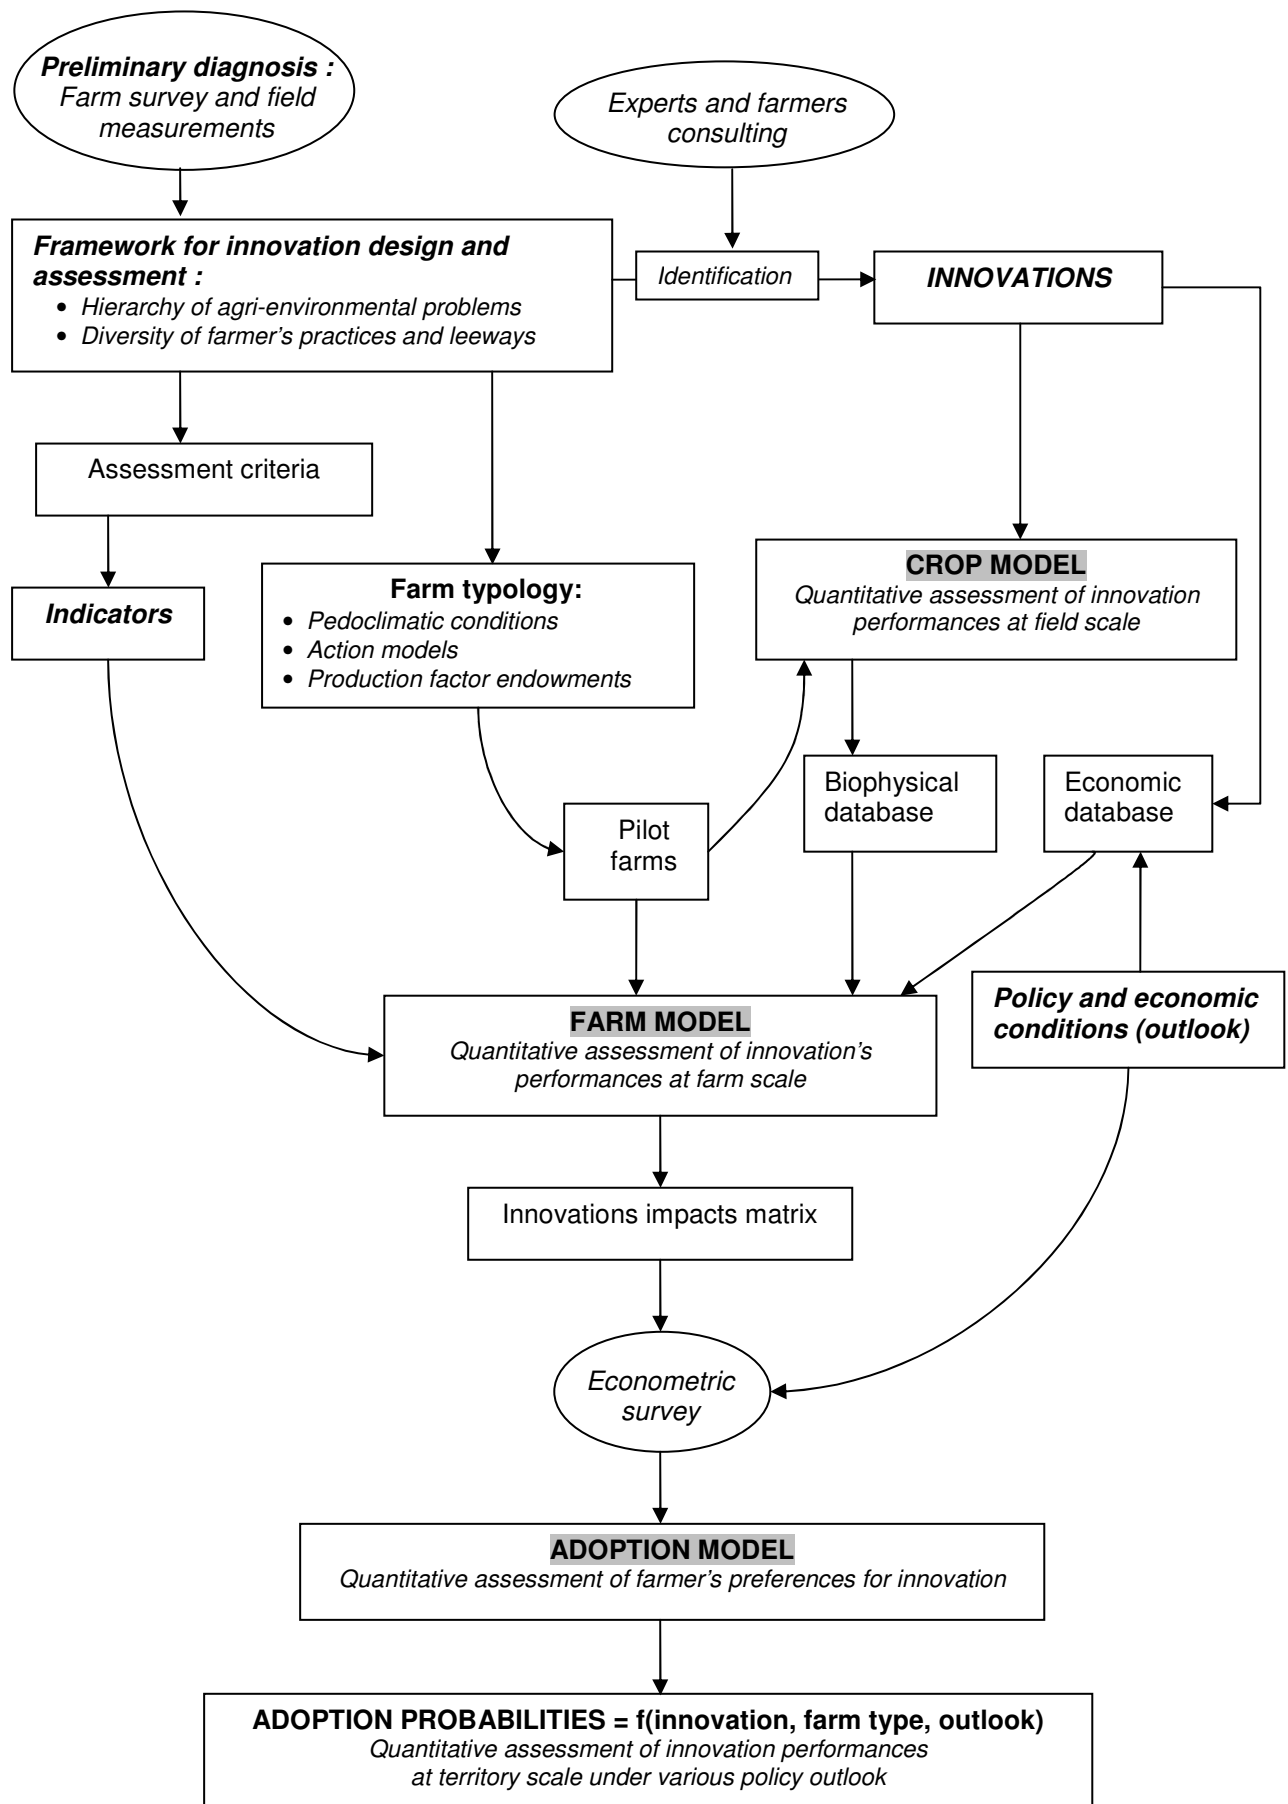 Preliminary diagnosis :
Farm survey and field
measurements
Experts and farmers
consulting
Framework for innovation design and
assessment :
• Hierarchy of agri-environmental problems
• Diversity of farmer's practices and leeways
Identification
INNOVATIONS
Assessment criteria
Indicators
Farm typology:
• Pedoclimatic conditions
• Action models
• Production factor endowments
CROP MODEL
Quantitative assessment of innovation
performances at field scale
Pilot
farms
Biophysical
database
Economic
database
FARM MODEL
Quantitative assessment of innovation's
performances at farm scale
Policy and economic
conditions (outlook)
Innovations impacts matrix
Econometric
survey
ADOPTION MODEL
Quantitative assessment of farmer's preferences for innovation
ADOPTION PROBABILITIES = f(innovation, farm type, outlook)
Quantitative assessment of innovation performances
at territory scale under various policy outlook